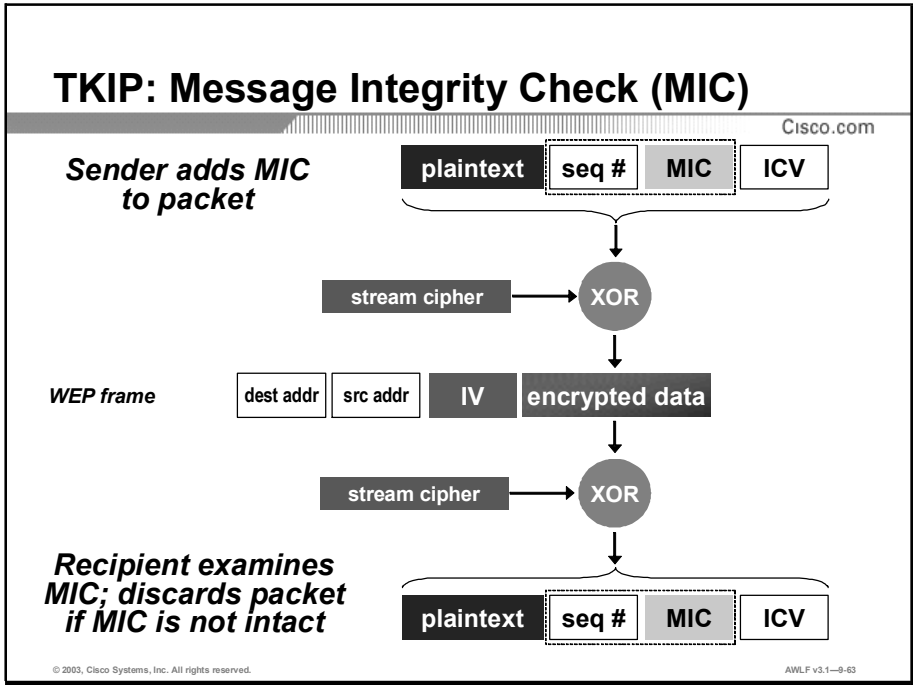 TKIP: Message Integrity Check (MIC)
Cisco.com
Sender adds MIC
to packet
plaintext seq # MIC ICV
stream cipher XOR
WEP frame dest addr src addr IV encrypted data
stream cipher XOR
Recipient examines
MIC; discards packet
if MIC is not intact
plaintext seq # MIC ICV
© 2003, Cisco Systems, Inc. All rights reserved. AWLF v3.1—9-63